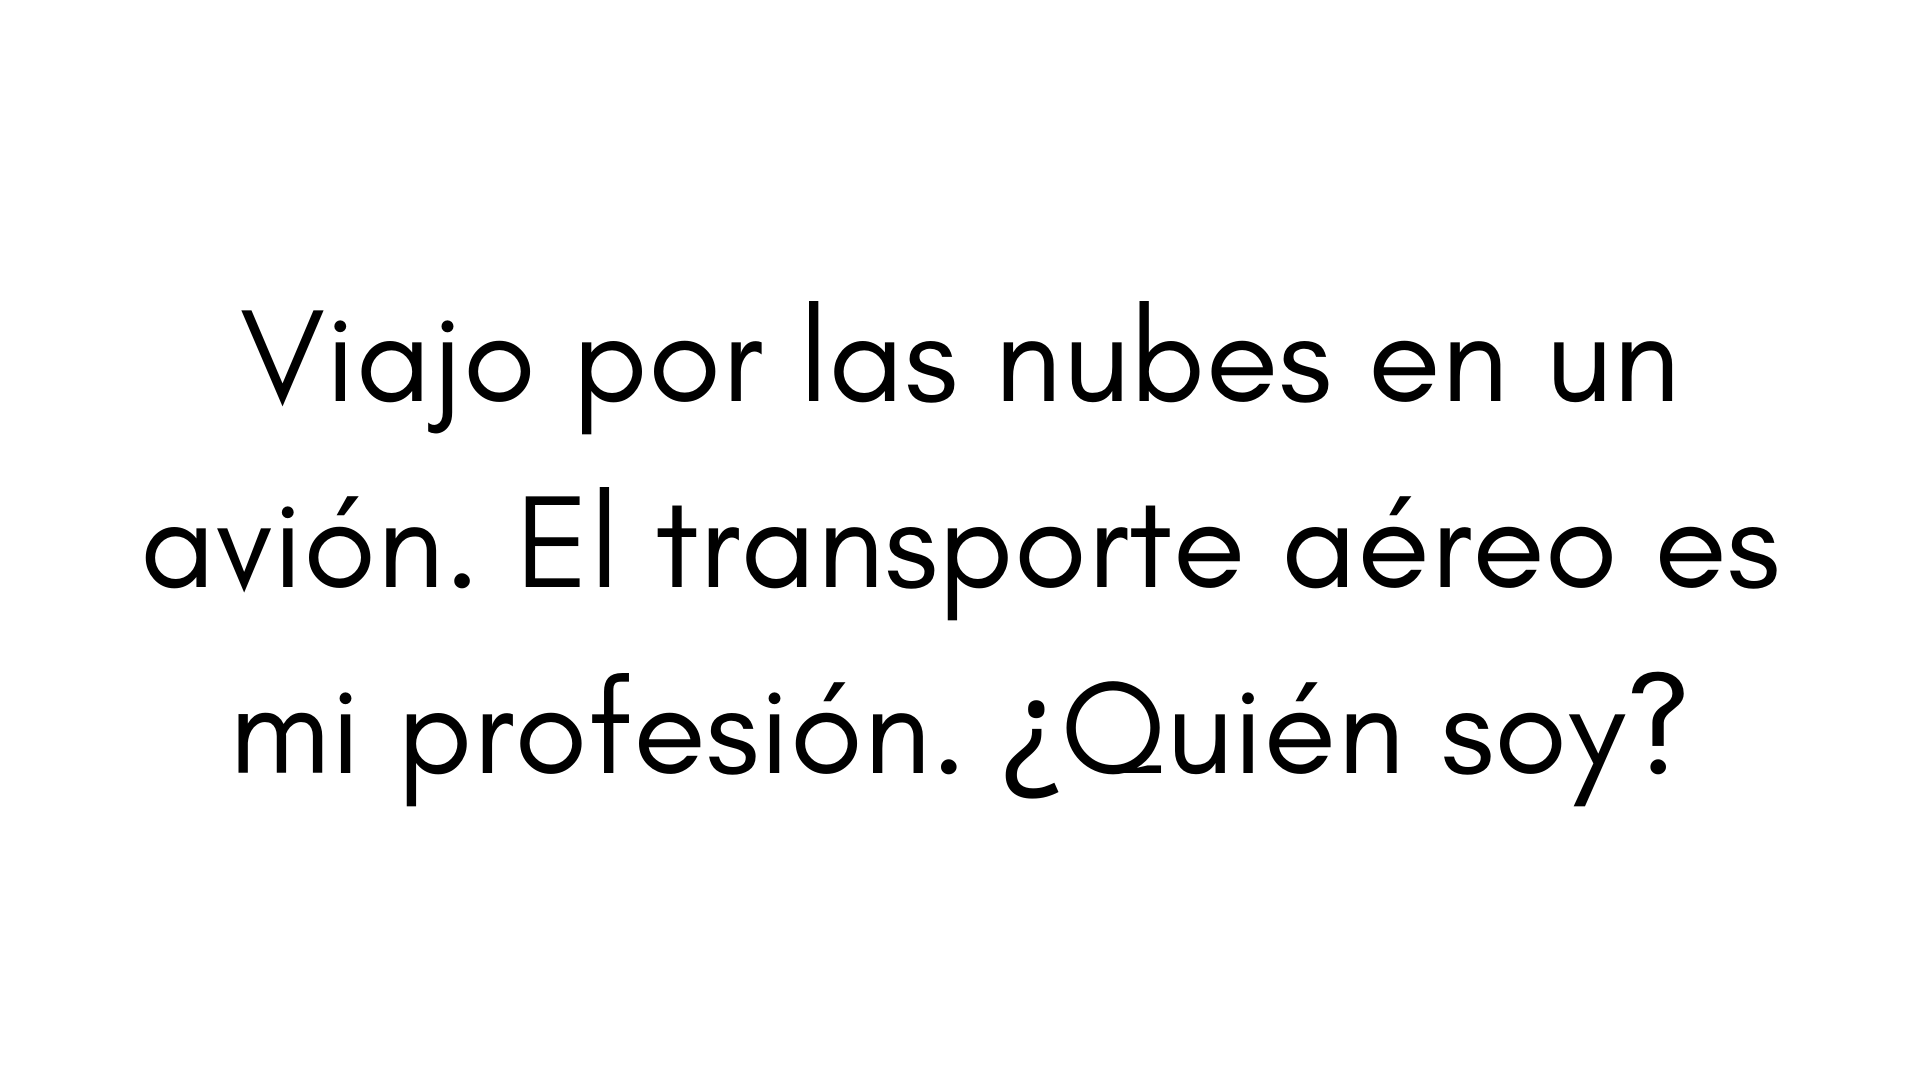 Viajo por las nubes en un
avión. El transporte aéreo es
mi profesión. ¿Quién soy?